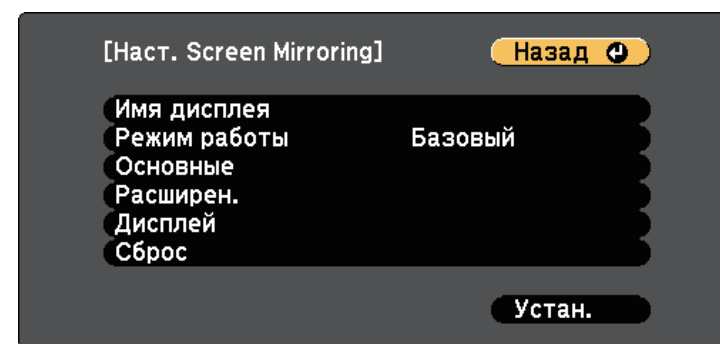 [Наст. Screen Mirroring]
Назад
Имя дисплея
Режим работы Базовый
Основные
Расширен.
Дисплей
Сброс
Устан.